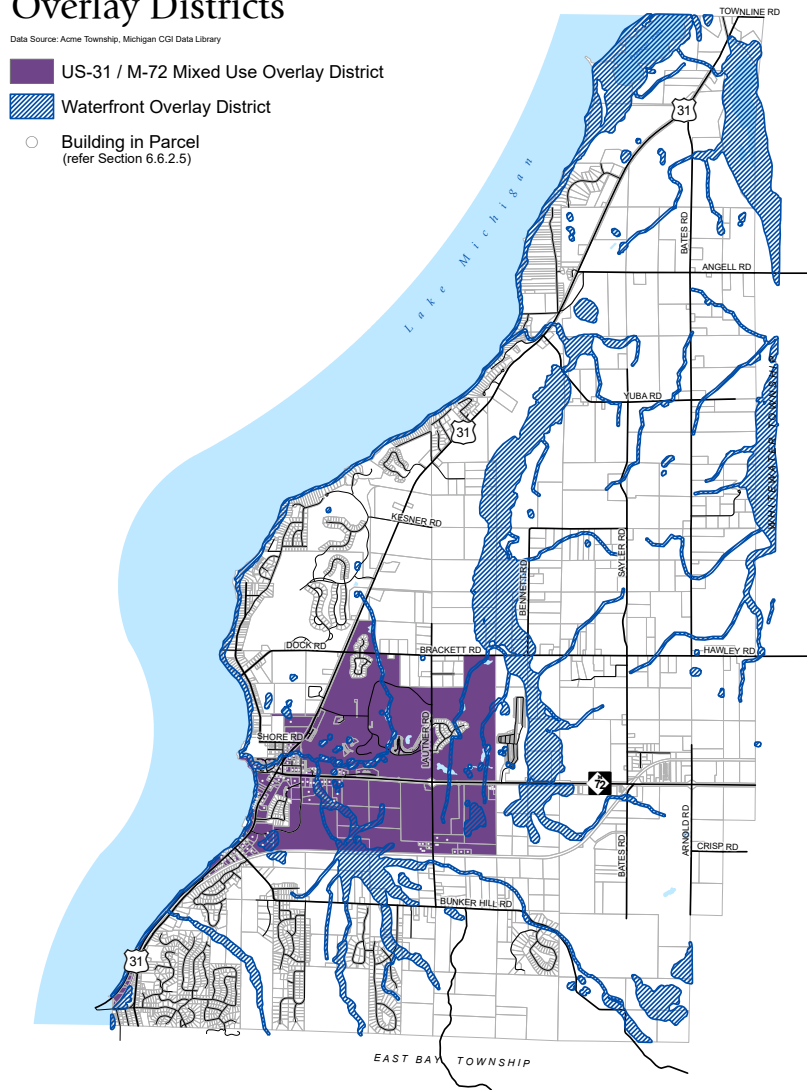 Overlay Districts
Data Source: Acme Township, Michigan CGI Data Library
US-31 / M-72 Mixed Use Overlay District
Waterfront Overlay District
Building in Parcel
(refer Section 6.6.2.5)
TOWNLINE RD
31
Lake Michigan
BATES RD
ANGELL RD
YUBA RD
31
WHITEWATER TOWNSHIP
KESNER RD
SAYLER RD
BENNETT RD
DOCK RD
BRACKETT RD
HAWLEY RD
LAUTNER RD
SHORE RD
72
BATES RD
ARNOLD RD
CRISP RD
BUNKER HILL RD
31
EAST BAY TOWNSHIP